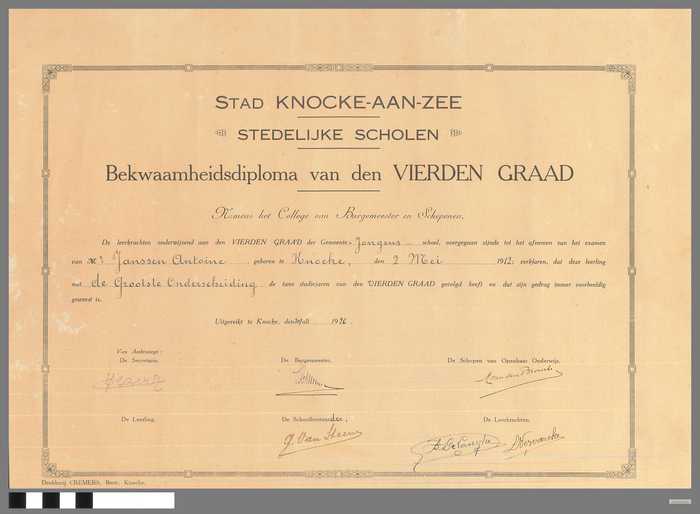 STAD KNOCKE-AAN-ZEE
STEDELIJKE SCHOLEN
Bekwaamheidsdiploma van den VIERDEN GRAAD
Namens het College van Burgemeester en Schepenen,
De leerkrachten onderwijzend aan den VIERDEN GRAAD der Gemeente- Jongens - school, overgegaan zijnde tot het afnemen van het examen
van Janssen Antoine geboren te Knocke, den 2 Mei 1912; verklaren, dat deze leerling
met de Grootste Onderscheiding de twee studiejaren van den VIERDEN GRAAD gevolgd heeft en dat zijn gedrag immer voorbeeldig
geweest is.
Uitgereikt te Knocke, den Juli 1926
Van Ambtswege:
De Secretaris, De Burgemeester, De Schepen van Openbaar Onderwijs,
De Leerling, De Schoolbestuurder, De Leerkrachten,
G. Van Steene
Drukkerij CREMERS, Boer, Knocke.